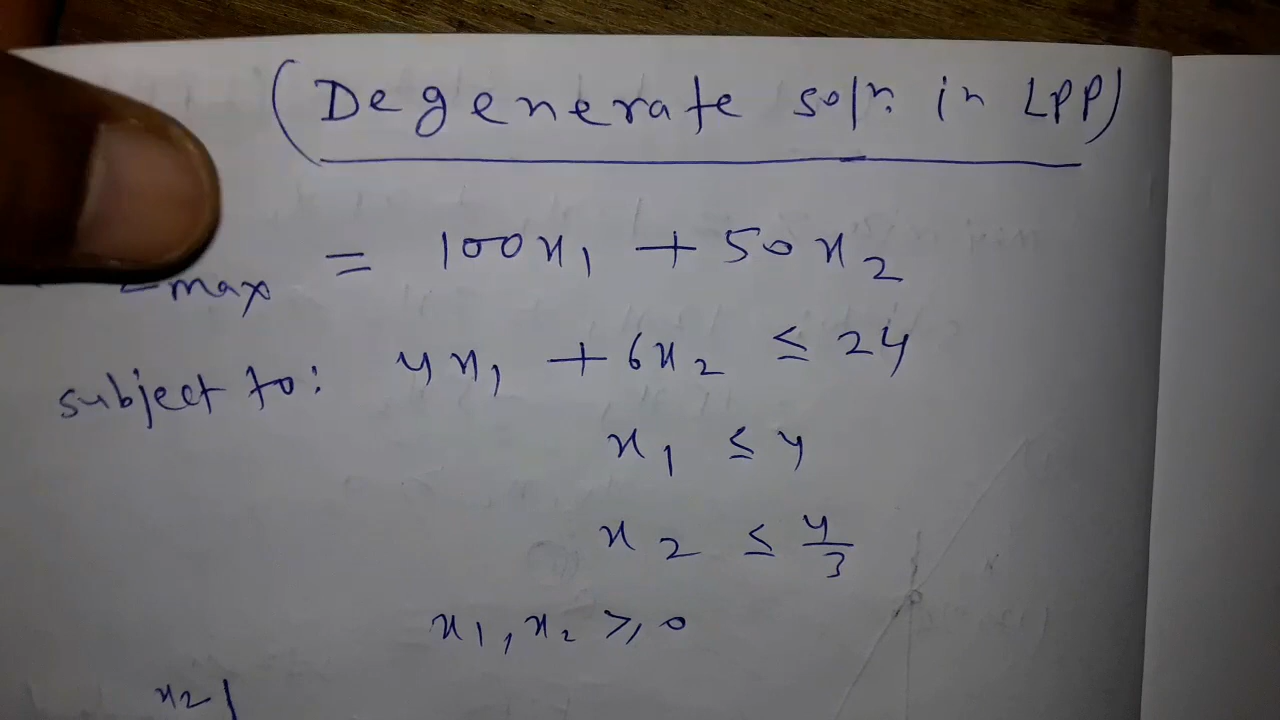 (Degenerate soln. in LPP)
max = 100x₁ + 50x₂
subject to: 4x₁ + 6x₂ ≤ 24
x₁ ≤ 4
x₂ ≤ 4/3
x₁, x₂ ≥ 0
x₂